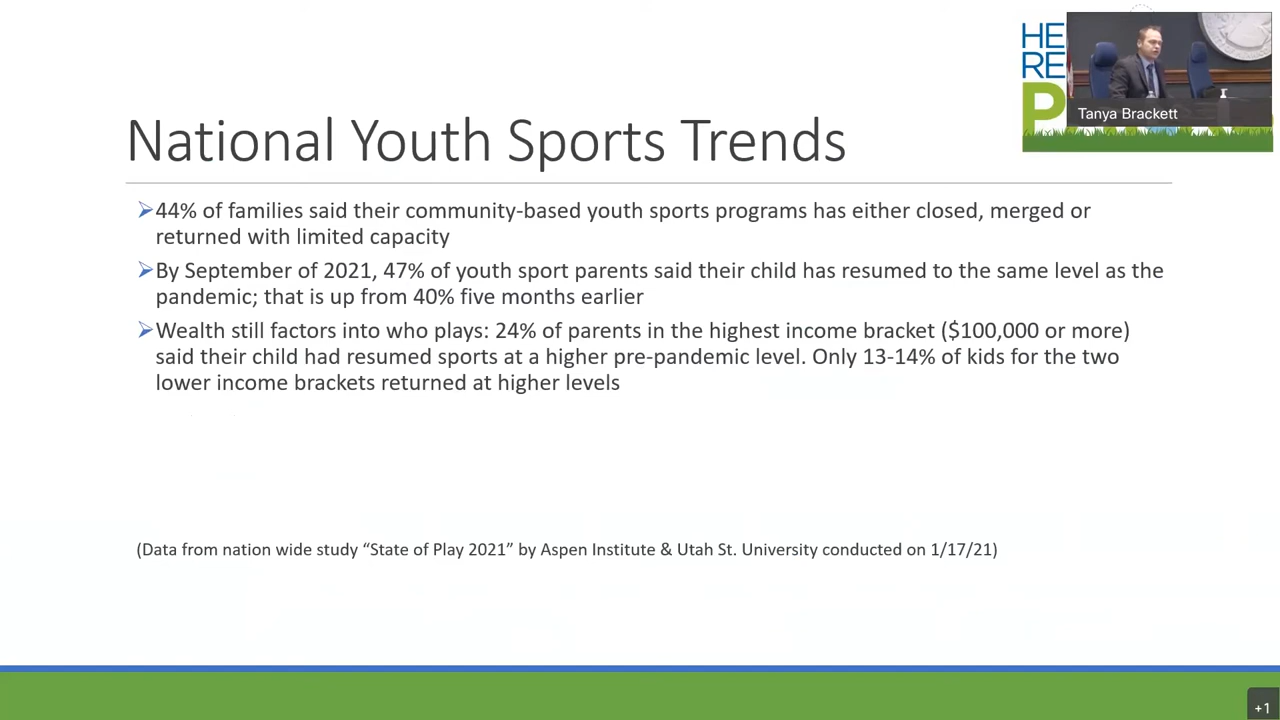 HE
RE
P
Tanya Brackett
National Youth Sports Trends
44% of families said their community-based youth sports programs has either closed, merged or
returned with limited capacity
By September of 2021, 47% of youth sport parents said their child has resumed to the same level as the
pandemic; that is up from 40% five months earlier
Wealth still factors into who plays: 24% of parents in the highest income bracket ($100,000 or more)
said their child had resumed sports at a higher pre-pandemic level. Only 13-14% of kids for the two
lower income brackets returned at higher levels
(Data from nation wide study “State of Play 2021” by Aspen Institute & Utah St. University conducted on 1/17/21)
+1